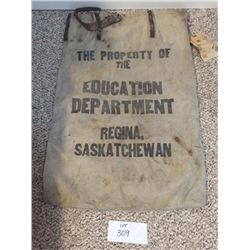 THE PROPERTY OF
THE
EDUCATION
DEPARTMENT
REGINA,
SASKATCHEWAN
LOT
309